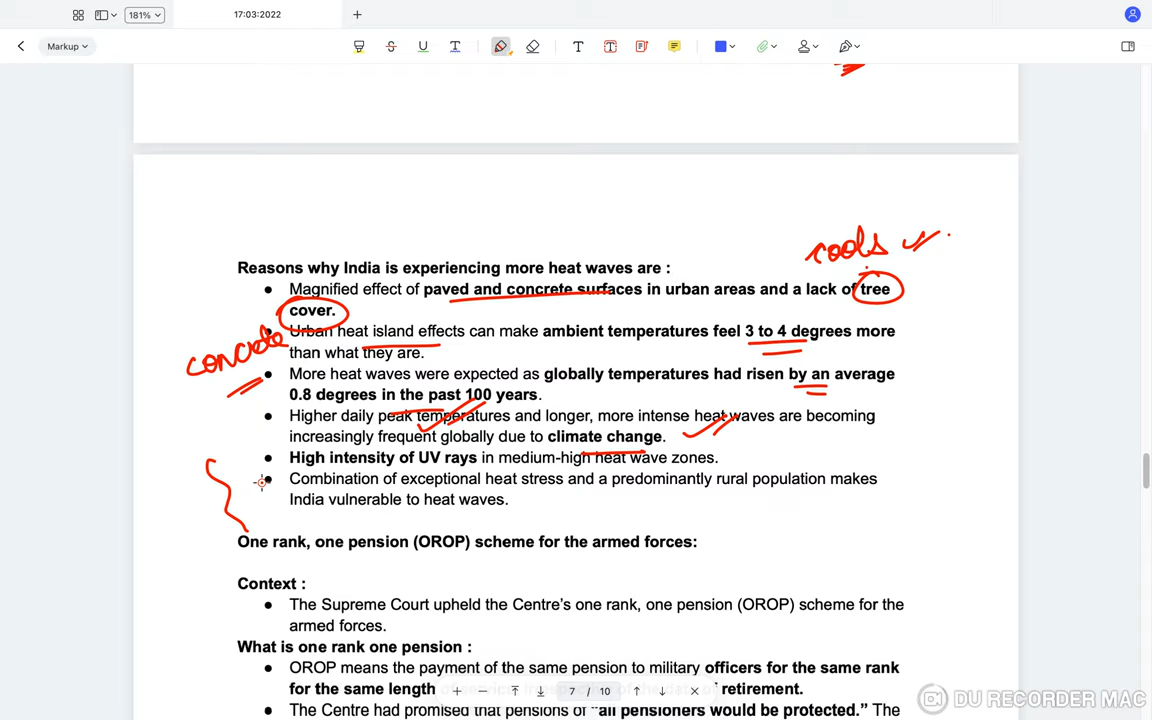 181%
17:03:2022
Markup
cools
Reasons why India is experiencing more heat waves are :
Magnified effect of paved and concrete surfaces in urban areas and a lack of tree
cover.
concrete
Urban heat island effects can make ambient temperatures feel 3 to 4 degrees more
than what they are.
More heat waves were expected as globally temperatures had risen by an average
0.8 degrees in the past 100 years.
Higher daily peak temperatures and longer, more intense heat waves are becoming
increasingly frequent globally due to climate change.
High intensity of UV rays in medium-high heat wave zones.
Combination of exceptional heat stress and a predominantly rural population makes
India vulnerable to heat waves.
One rank, one pension (OROP) scheme for the armed forces:
Context :
The Supreme Court upheld the Centre's one rank, one pension (OROP) scheme for the
armed forces.
What is one rank one pension :
OROP means the payment of the same pension to military officers for the same rank
for the same length of service, irrespective of the date of retirement.
7 / 10
The Centre had promised that pensions of "all pensioners would be protected." The
DU RECORDER MAC